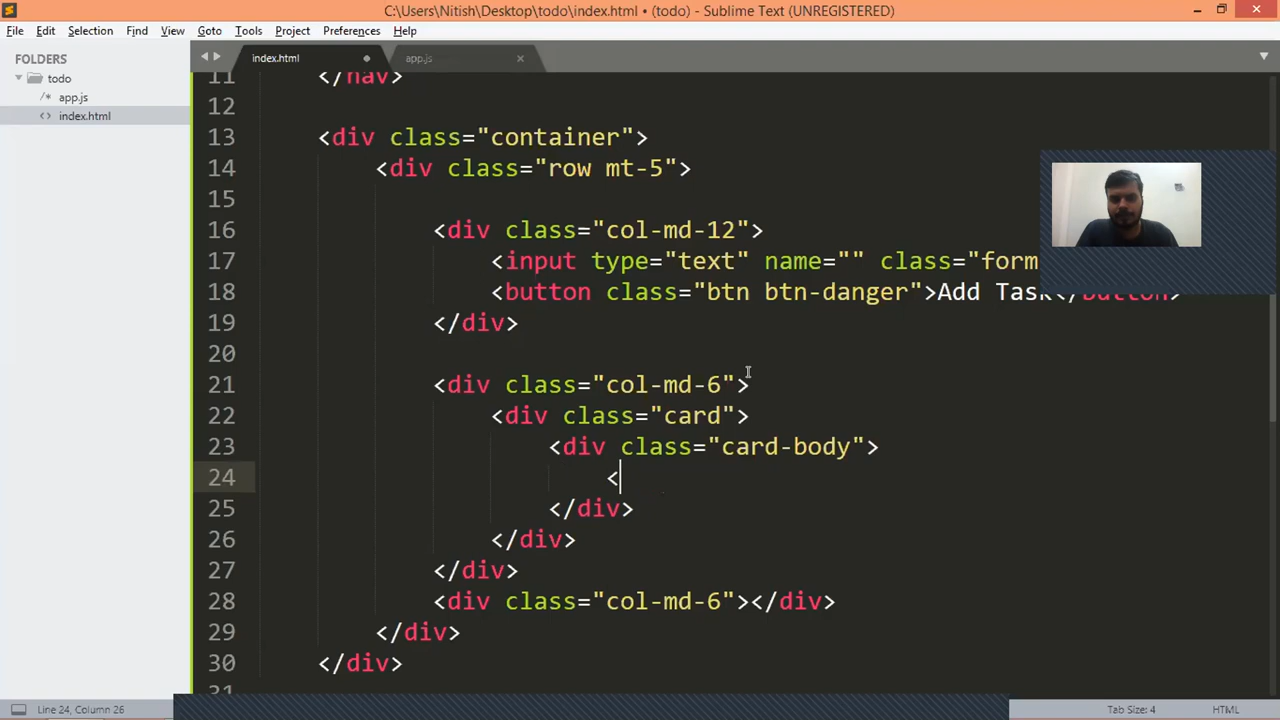 C:\Users\Nitish\Desktop\todo\index.html • (todo) - Sublime Text (UNREGISTERED)
File Edit Selection Find View Goto Tools Project Preferences Help
FOLDERS
todo
/* app.js
<> index.html
index.html
app.js
11 </nav>
12
13 <div class="container">
14 <div class="row mt-5">
15
16 <div class="col-md-12">
17 <input type="text" name="" class="form
18 <button class="btn btn-danger">Add Task</button>
19 </div>
20
21 <div class="col-md-6">
22 <div class="card">
23 <div class="card-body">
24 <
25 </div>
26 </div>
27 </div>
28 <div class="col-md-6"></div>
29 </div>
30 </div>
31
Line 24, Column 26
Tab Size: 4
HTML